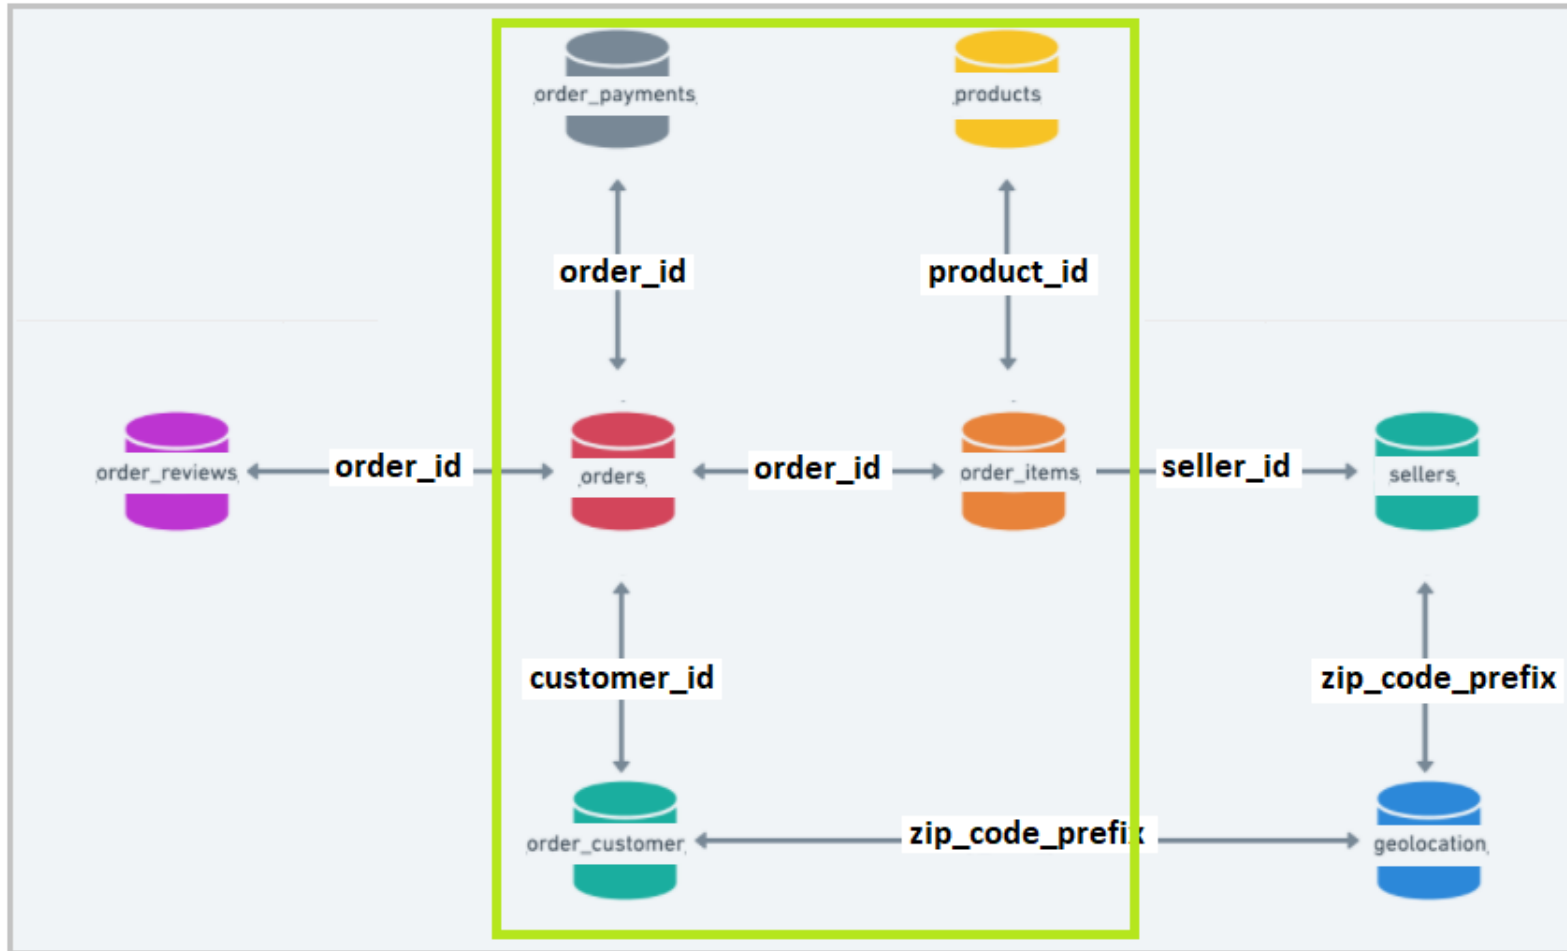 order_payments
products
order_id
product_id
order_reviews
order_id
orders
order_id
order_items
seller_id
sellers
customer_id
zip_code_prefix
order_customer
zip_code_prefix
geolocation